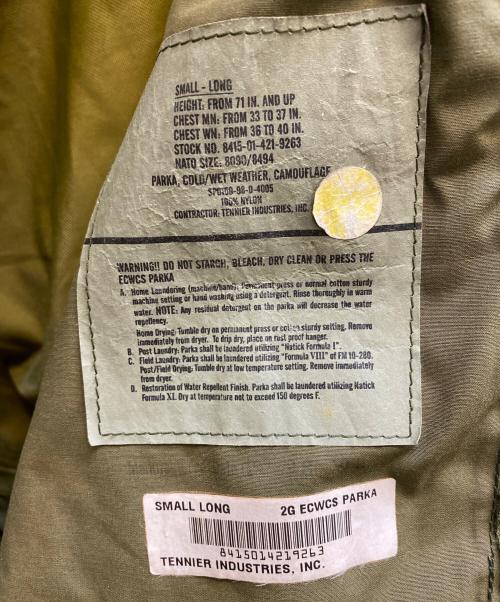 SMALL - LONG
HEIGHT: FROM 71 IN. AND UP
CHEST MN: FROM 33 TO 37 IN.
CHEST WN: FROM 36 TO 40 IN.
STOCK NO. 8415-01-421-9263
NATO SIZE: 8090/8494
PARKA, COLD/WET WEATHER, CAMOUFLAGE
SPO100-98-D-4005
100% NYLON
CONTRACTOR: TENNIER INDUSTRIES, INC.
WARNING!! DO NOT STARCH, BLEACH, DRY CLEAN OR PRESS THE
ECWCS PARKA
A. Home Laundering (machine/hand): Permanent press or normal cotton sturdy
machine setting or hand washing using a detergent. Rinse thoroughly in warm
water. NOTE: Any residual detergent on the parka will decrease the water
repellency.
Home Drying: Tumble dry on permanent press or cotton sturdy setting. Remove
immediately from dryer. To drip dry, place on rust proof hanger.
B. Post Laundry: Parka shall be laundered utilizing "Natick Formula I".
C. Field Laundry: Parka shall be laundered utilizing "Formula VIII" of FM 10-280.
Post/Field Drying: Tumble dry at low temperature setting. Remove immediately
from dryer.
D. Restoration of Water Repellent Finish. Parka shall be laundered utilizing Natick
Formula XI. Dry at temperature not to exceed 150 degrees F.
SMALL LONG 2G ECWCS PARKA
8415014219263
TENNIER INDUSTRIES, INC.